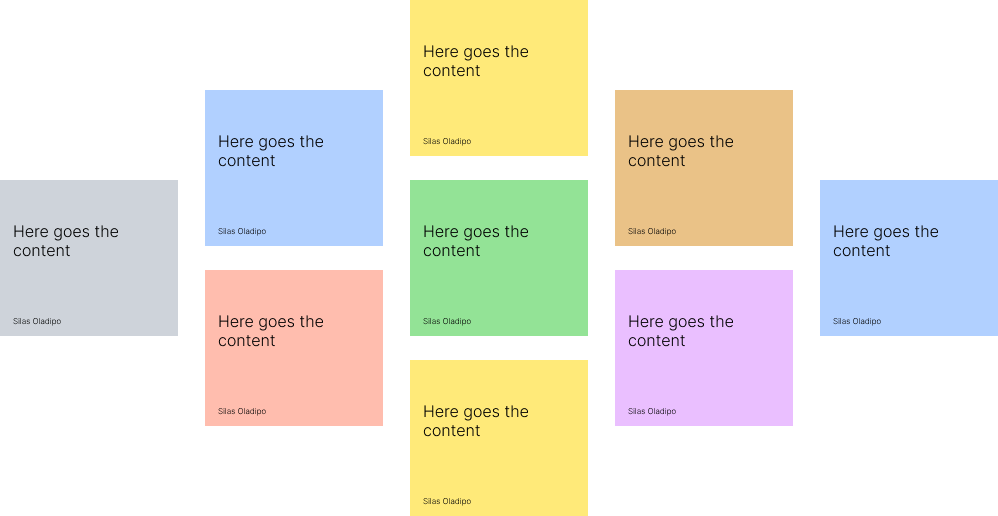 Here goes the
content
Silas Oladipo
Here goes the
content
Silas Oladipo
Here goes the
content
Silas Oladipo
Here goes the
content
Silas Oladipo
Here goes the
content
Silas Oladipo
Here goes the
content
Silas Oladipo
Here goes the
content
Silas Oladipo
Here goes the
content
Silas Oladipo
Here goes the
content
Silas Oladipo